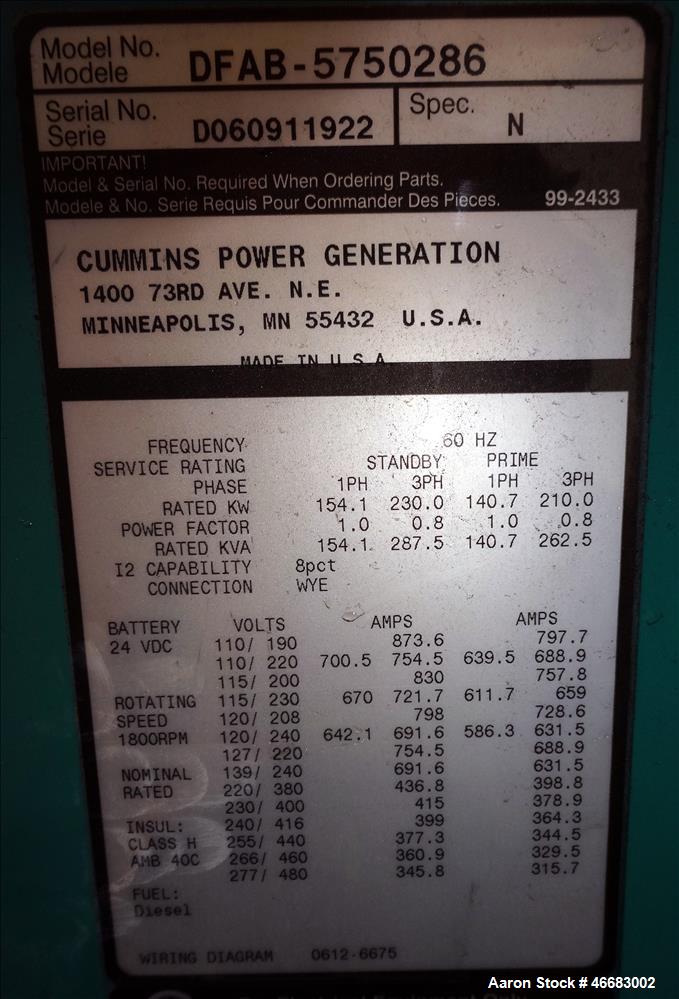 Model No.
Modele DFAB-5750286
Serial No.
Serie D060911922
Spec. N
IMPORTANT!
Model & Serial No. Required When Ordering Parts.
Modele & No. Serie Requis Pour Commander Des Pieces. 99-2433
CUMMINS POWER GENERATION
1400 73RD AVE. N.E.
MINNEAPOLIS, MN 55432 U.S.A.
MADE IN U S A
FREQUENCY 60 HZ
SERVICE RATING STANDBY PRIME
PHASE 1PH 3PH 1PH 3PH
RATED KW 154.1 230.0 140.7 210.0
POWER FACTOR 1.0 0.8 1.0 0.8
RATED KVA 154.1 287.5 140.7 262.5
I2 CAPABILITY 8pct
CONNECTION WYE
BATTERY VOLTS AMPS AMPS
24 VDC 110/ 190 873.6 797.7
110/ 220 700.5 754.5 639.5 688.9
115/ 200 830 757.8
ROTATING 115/ 230 670 721.7 611.7 659
SPEED 120/ 208 798 728.6
1800RPM 120/ 240 642.1 691.6 586.3 631.5
127/ 220 754.5 688.9
NOMINAL 139/ 240 691.6 631.5
RATED 220/ 380 436.8 398.8
230/ 400 415 378.9
INSUL: 240/ 416 399 364.3
CLASS H 255/ 440 377.3 344.5
AMB 40C 266/ 460 360.9 329.5
277/ 480 345.8 315.7
FUEL:
Diesel
WIRING DIAGRAM 0612-6675
Aaron Stock # 46683002